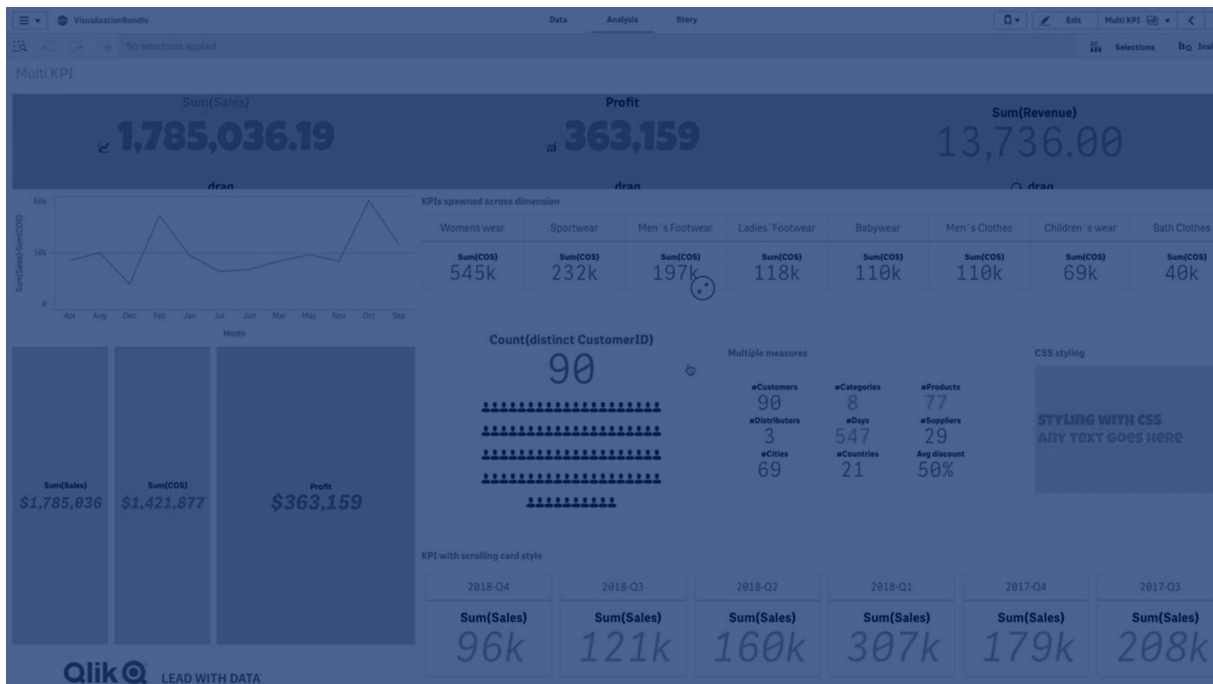 VisualizationBundle
Data Analysis Story
Edit Multi KPI
No selections applied
Selections
Multi KPI
Sum(Sales) Profit Sum(Revenue)
1,785,036.19 363,159 13,736.00
drag drag drag
60k
30k
0
Sum(Sales)-Sum(COS)
Apr Aug Dec Feb Jan Jul Jun Mar May Nov Oct Sep
Month
KPIs spawned across dimension
Womens wear Sportwear Men´s Footwear Ladies´Footwear Babywear Men´s Clothes Children´s wear Bath Clothes
Sum(COS) Sum(COS) Sum(COS) Sum(COS) Sum(COS) Sum(COS) Sum(COS) Sum(COS)
545k 232k 197k 118k 110k 110k 69k 40k
Count(distinct CustomerID)
90
Multiple measures
#Customers #Categories #Products
90 8 77
#Distributors #Days #Suppliers
3 547 29
#Cities #Countries Avg discount
69 21 50%
CSS styling
STYLING WITH CSS
ANY TEXT GOES HERE
Sum(Sales) Sum(COS) Profit
$1,785,036 $1,421,877 $363,159
KPI with scrolling card style
2018-Q4 2018-Q3 2018-Q2 2018-Q1 2017-Q4 2017-Q3
Sum(Sales) Sum(Sales) Sum(Sales) Sum(Sales) Sum(Sales) Sum(Sales)
96k 121k 160k 307k 179k 208k
Qlik LEAD WITH DATA